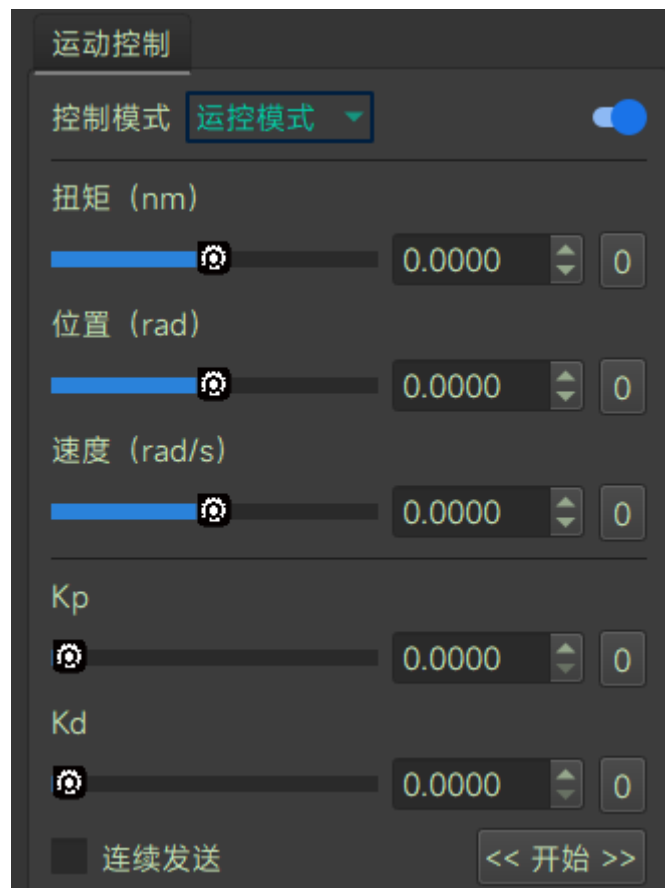 运动控制
控制模式 运控模式
扭矩（nm）
0.0000 0
位置（rad）
0.0000 0
速度（rad/s）
0.0000 0
Kp
0.0000 0
Kd
0.0000 0
连续发送 << 开始 >>